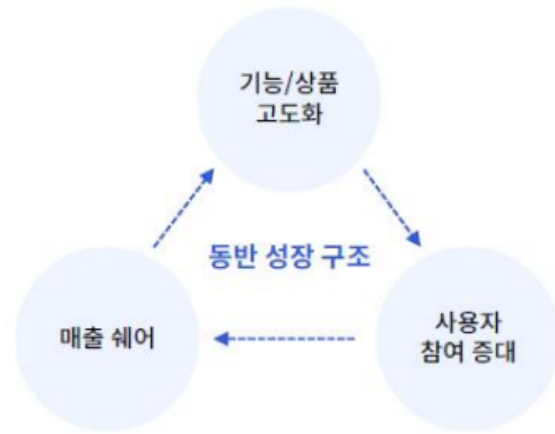 기능/상품
고도화
동반 성장 구조
매출 쉐어
사용자
참여 증대